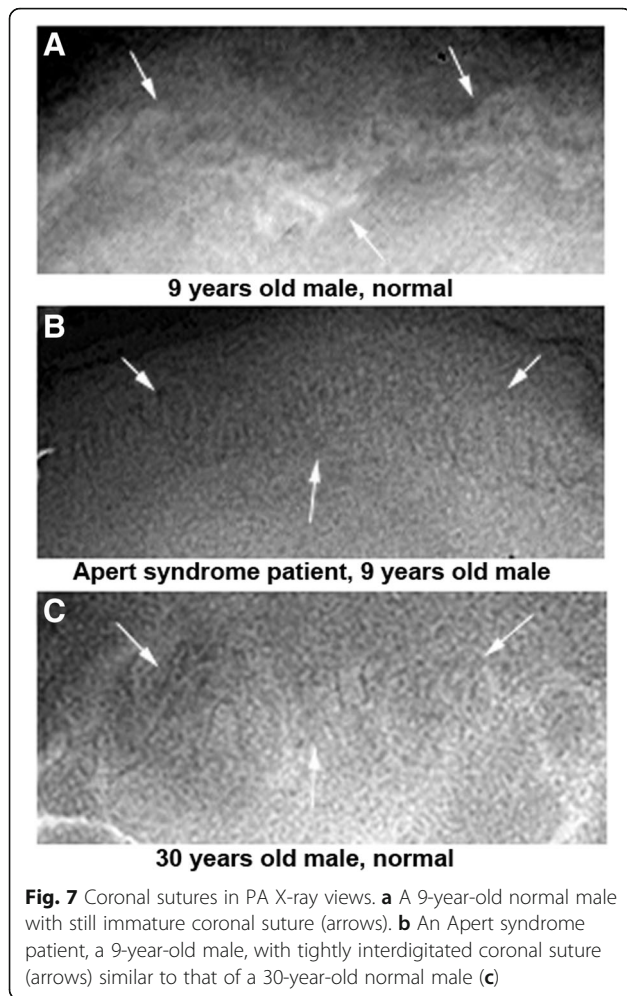 A
9 years old male, normal
B
Apert syndrome patient, 9 years old male
C
30 years old male, normal
Fig. 7 Coronal sutures in PA X-ray views. a A 9-year-old normal male
with still immature coronal suture (arrows). b An Apert syndrome
patient, a 9-year-old male, with tightly interdigitated coronal suture
(arrows) similar to that of a 30-year-old normal male (c)